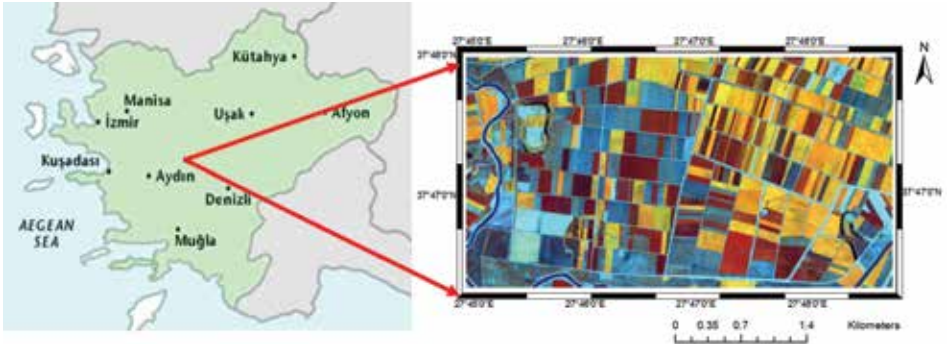 Kütahya
Manisa
İzmir
Uşak
Afyon
Kuşadası
Aydın
Denizli
AEGEAN
SEA
Muğla
27°45'0"E 27°46'0"E 27°47'0"E 27°48'0"E
N
37°48'0"N
37°47'0"N 37°47'0"N
27°45'0"E 27°46'0"E 27°47'0"E 27°48'0"E
0 0.35 0.7 1.4 Kilometers